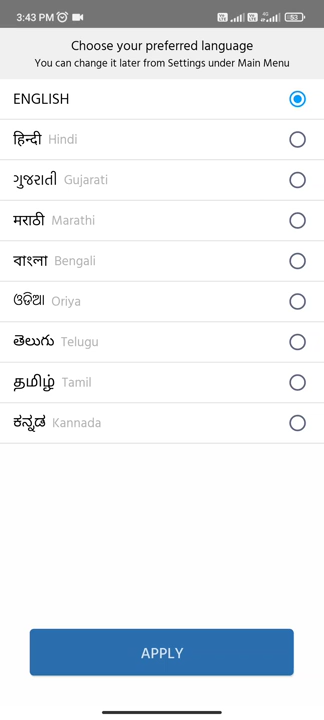 3:43 PM
Choose your preferred language
You can change it later from Settings under Main Menu
ENGLISH
हिन्दी Hindi
ગુજરાતી Gujarati
मराठी Marathi
বাংলা Bengali
ଓଡିଆ Oriya
తెలుగు Telugu
தமிழ் Tamil
ಕನ್ನಡ Kannada
APPLY